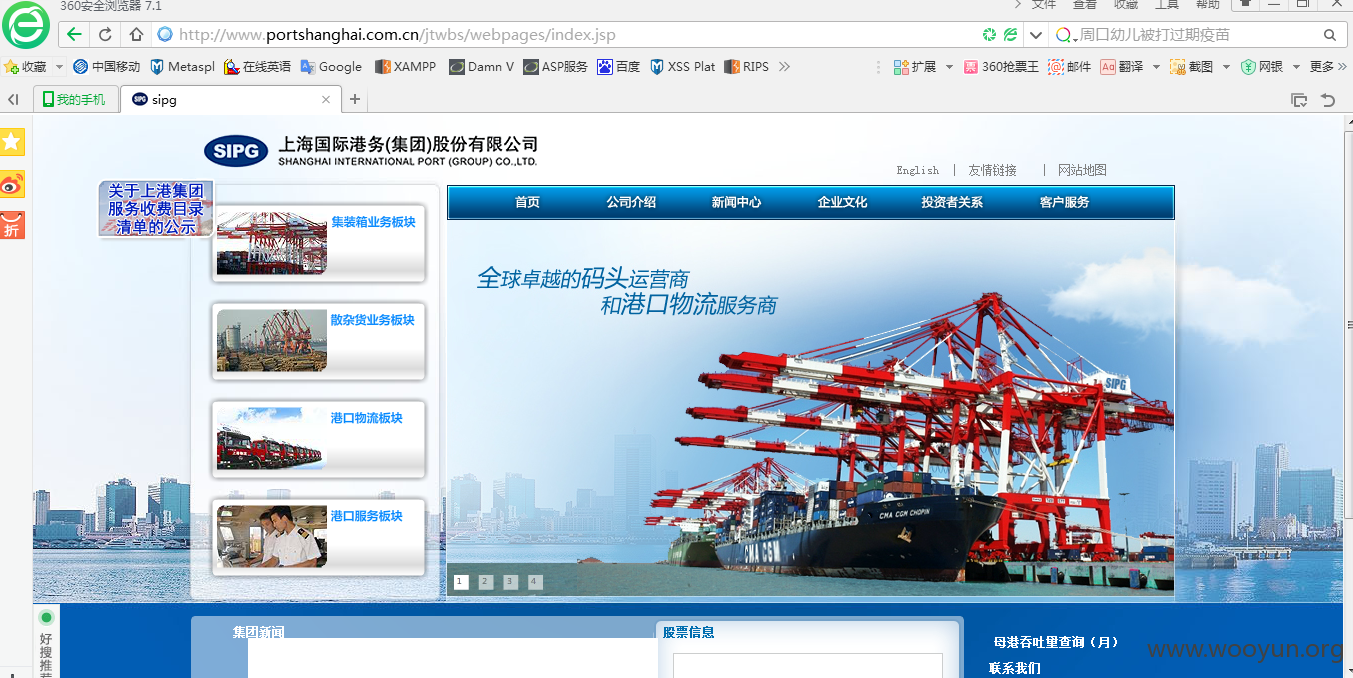 360安全浏览器 7.1
文件 查看 收藏 工具 帮助
http://www.portshanghai.com.cn/jtwbs/webpages/index.jsp
周口幼儿被打过期疫苗
收藏 中国移动 Metaspl 在线英语 Google XAMPP Damn V ASP服务 百度 XSS Plat RIPS
扩展 360抢票王 邮件 翻译 截图 网银 更多
我的手机 sipg
折
SIPG
上海国际港务(集团)股份有限公司
SHANGHAI INTERNATIONAL PORT (GROUP) CO.,LTD.
English | 友情链接 | 网站地图
关于上港集团
服务收费目录
清单的公示
首页 公司介绍 新闻中心 企业文化 投资者关系 客户服务
集装箱业务板块
散杂货业务板块
港口物流板块
港口服务板块
全球卓越的码头运营商
和港口物流服务商
SIPG
CMA CGM CHOPIN
CMA CGM
1 2 3 4
好搜推
集团新闻
股票信息
母港吞吐量查询（月）
联系我们
www.wooyun.org